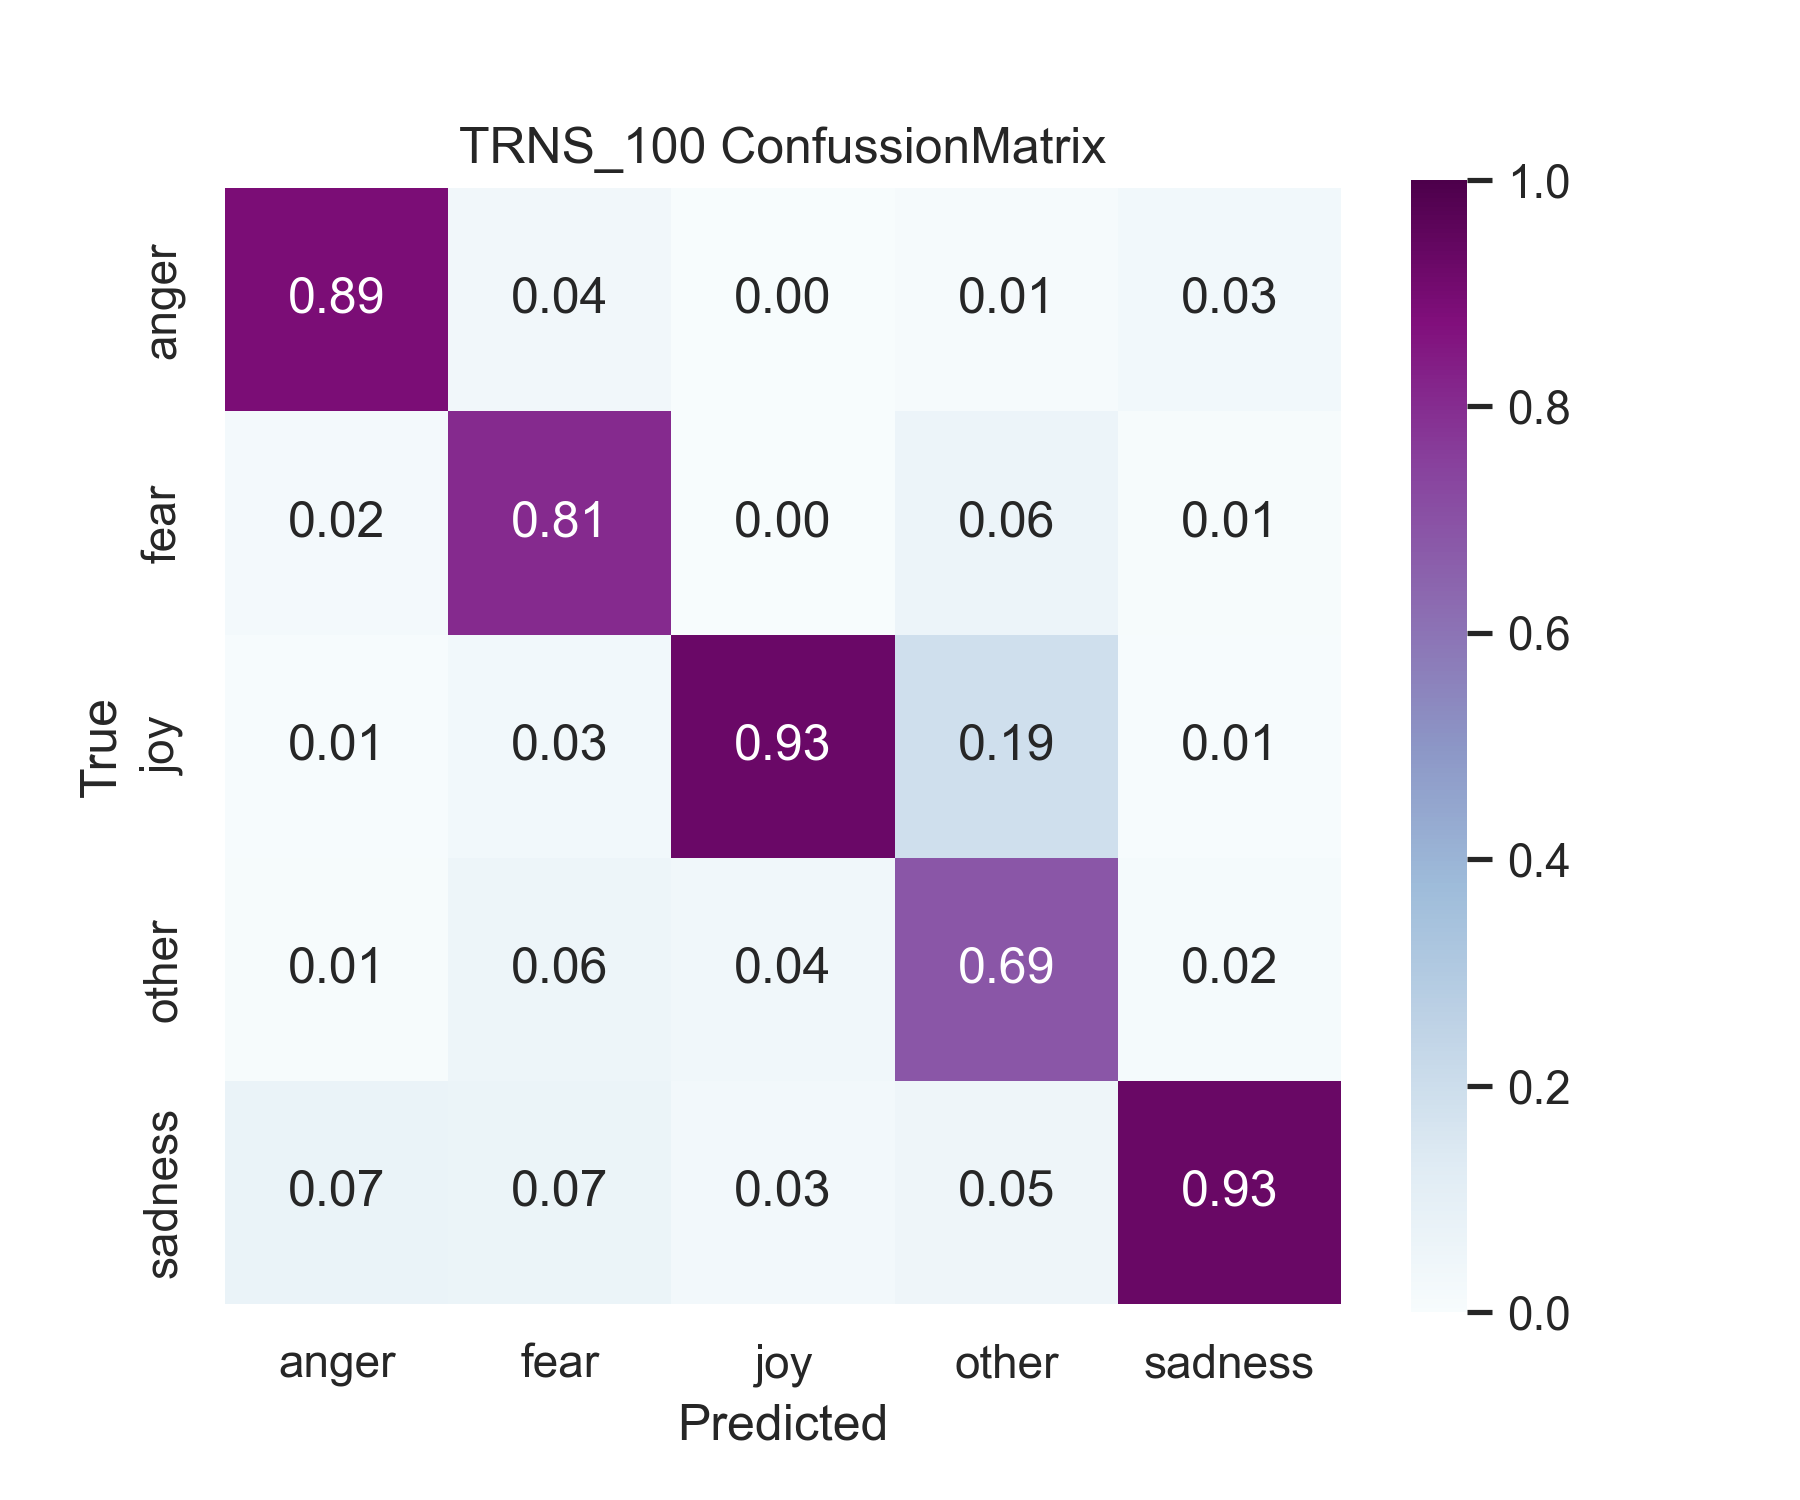 TRNS_100 ConfussionMatrix
True
anger 0.89 0.04 0.00 0.01 0.03
fear 0.02 0.81 0.00 0.06 0.01
joy 0.01 0.03 0.93 0.19 0.01
other 0.01 0.06 0.04 0.69 0.02
sadness 0.07 0.07 0.03 0.05 0.93
anger fear joy other sadness
Predicted
1.0
0.8
0.6
0.4
0.2
0.0